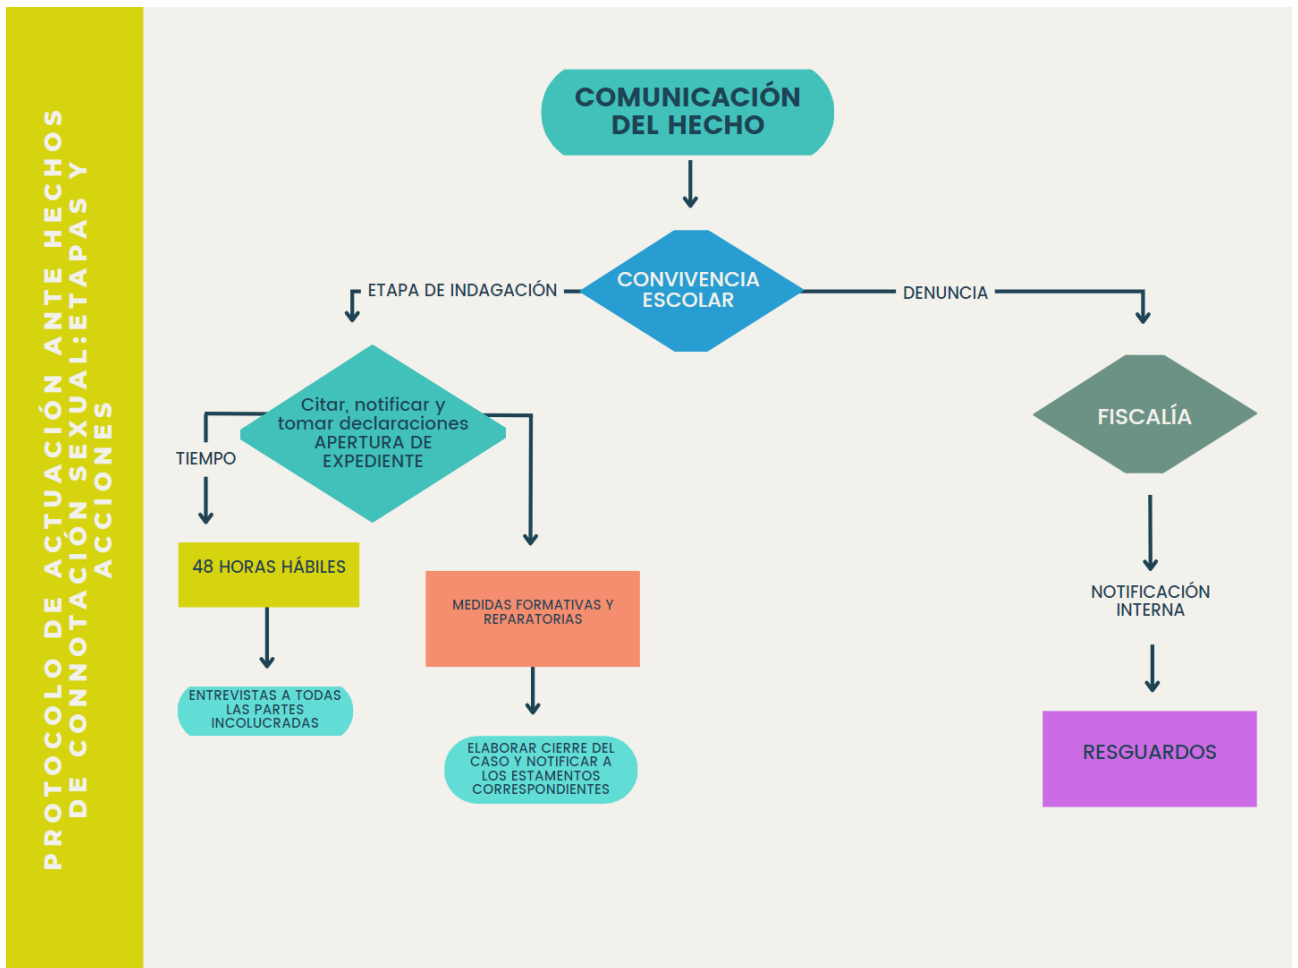 PROTOCOLO DE ACTUACIÓN ANTE HECHOS
DE CONNOTACIÓN SEXUAL:ETAPAS Y
ACCIONES
COMUNICACIÓN
DEL HECHO
CONVIVENCIA
ESCOLAR
ETAPA DE INDAGACIÓN
DENUNCIA
Citar, notificar y
tomar declaraciones
APERTURA DE
EXPEDIENTE
FISCALÍA
TIEMPO
48 HORAS HÁBILES
MEDIDAS FORMATIVAS Y
REPARATORIAS
NOTIFICACIÓN
INTERNA
ENTREVISTAS A TODAS
LAS PARTES
INCOLUCRADAS
ELABORAR CIERRE DEL
CASO Y NOTIFICAR A
LOS ESTAMENTOS
CORRESPONDIENTES
RESGUARDOS